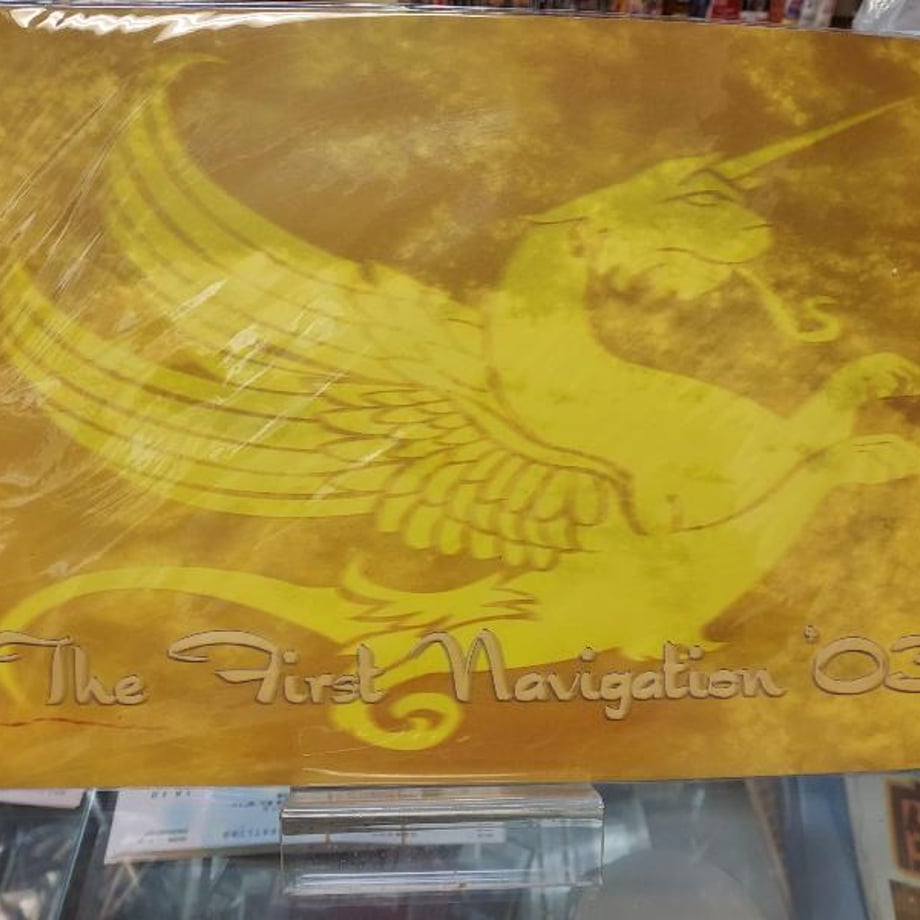 The First Navigation '03